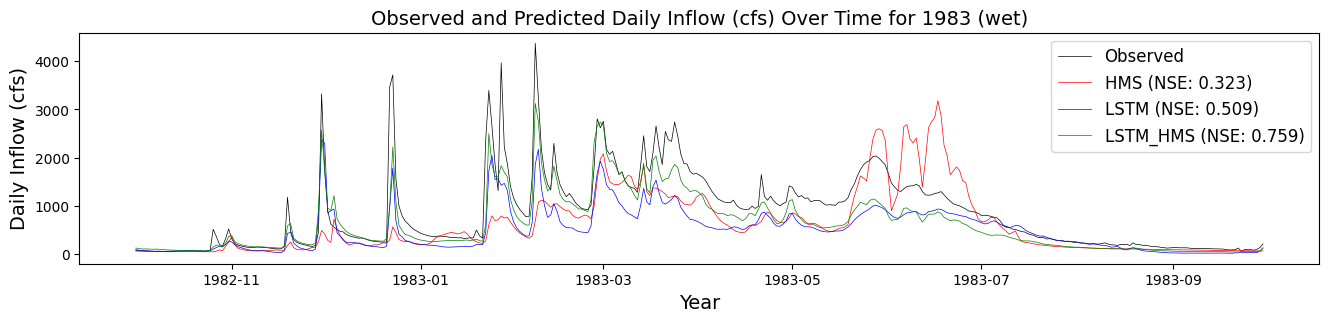 Observed and Predicted Daily Inflow (cfs) Over Time for 1983 (wet)
Daily Inflow (cfs)
4000
3000
2000
1000
0
Observed
HMS (NSE: 0.323)
LSTM (NSE: 0.509)
LSTM_HMS (NSE: 0.759)
1982-11
1983-01
1983-03
1983-05
1983-07
1983-09
Year